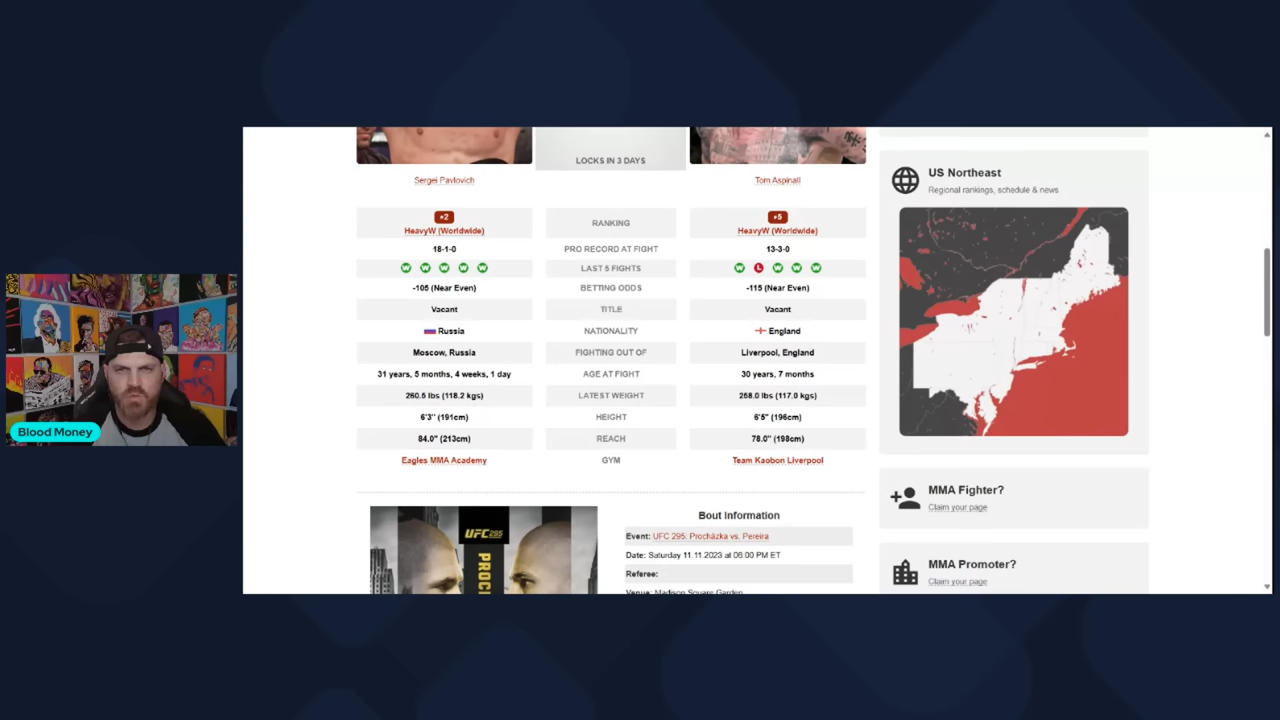 LOCKS IN 3 DAYS
Sergei Pavlovich Tom Aspinall
#2 RANKING #5
HeavyW (Worldwide) HeavyW (Worldwide)
18-1-0 PRO RECORD AT FIGHT 13-3-0
W W W W W LAST 5 FIGHTS W L W W W
-105 (Near Even) BETTING ODDS -115 (Near Even)
Vacant TITLE Vacant
Russia NATIONALITY England
Moscow, Russia FIGHTING OUT OF Liverpool, England
31 years, 5 months, 4 weeks, 1 day AGE AT FIGHT 30 years, 7 months
260.5 lbs (118.2 kgs) LATEST WEIGHT 258.0 lbs (117.0 kgs)
6'3" (191cm) HEIGHT 6'5" (196cm)
84.0" (213cm) REACH 78.0" (198cm)
Eagles MMA Academy GYM Team Kaobon Liverpool
UFC 295
PROC
Bout Information
Event: UFC 295: Procházka vs. Pereira
Date: Saturday 11.11.2023 at 06:00 PM ET
Referee:
Venue: Madison Square Garden
US Northeast
Regional rankings, schedule & news
MMA Fighter?
Claim your page
MMA Promoter?
Claim your page
Blood Money